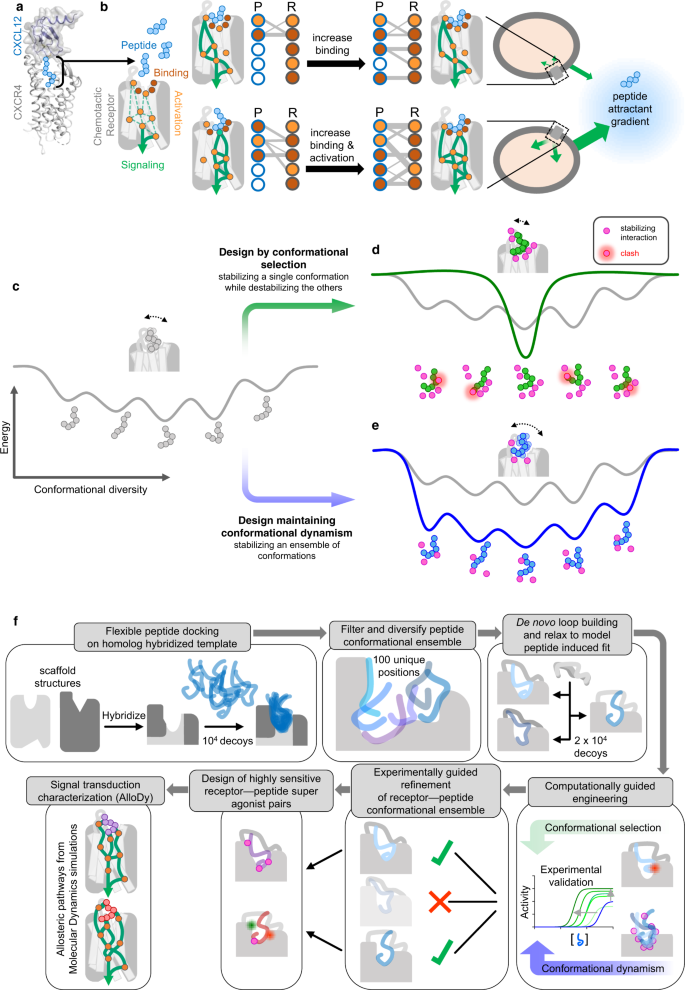 a
CXCL12
CXCR4
b
Peptide
Binding
Activation
Chemotactic
Receptor
Signaling
P R
increase
binding
P R
P R
increase
binding &
activation
P R
peptide
attractant
gradient
c
Energy
Conformational diversity
Design by conformational
selection
stabilizing a single conformation
while destabilizing the others
Design maintaining
conformational dynamism
stabilizing an ensemble of
conformations
d
stabilizing
interaction
clash
e
f
Flexible peptide docking
on homolog hybridized template
scaffold
structures
Hybridize
10⁴ decoys
Filter and diversify peptide
conformational ensemble
100 unique
positions
De novo loop building
and relax to model
peptide induced fit
2 x 10⁴
decoys
Computationally guided
engineering
Conformational selection
Experimental
validation
Activity
[ ]
Conformational dynamism
Experimentally guided
refinement
of receptor—peptide
conformational ensemble
Design of highly sensitive
receptor—peptide super
agonist pairs
Signal transduction
characterization (AlloDy)
Allosteric pathways from
Molecular Dynamics simulations